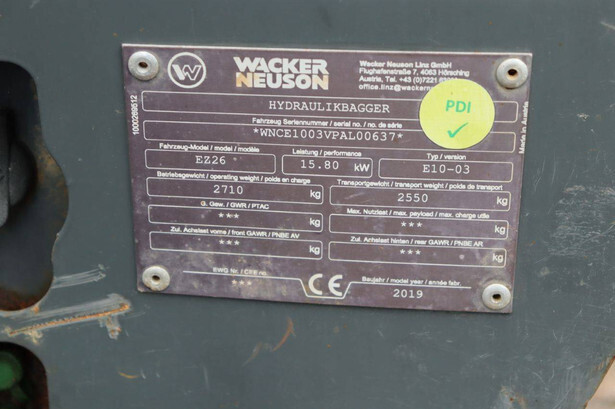 WACKER
NEUSON
Wacker Neuson Linz GmbH
Flughafenstraße 7, 4063 Hörsching
Austria, Tel. +43 (0)7221
office.linz@wackern
HYDRAULIKBAGGER
PDI
Fahrzeug Seriennummer / serial no. / no. de série
*WNCE1003VPAL00637*
Fahrzeug-Model / model / modèle
Leistung / performance
Typ / version
EZ26
15.80 kW
E10-03
Betriebsgewicht / operating weight / poids en charge
Transportgewicht / transport weight / poids de transport
2710 kg
2550 kg
G. Gew. / GWR / PTAC
Max. Nutzlast / max. payload / max. charge utile
*** kg
*** kg
Zul. Achslast vorne / front GAWR / PNBE AV
Zul. Achslast hinten / rear GAWR / PNBE AR
*** kg
*** kg
EWG Nr. / CEE no.
***
CE
Baujahr / model year / année fabr.
2019
1000289512
Made in Austria